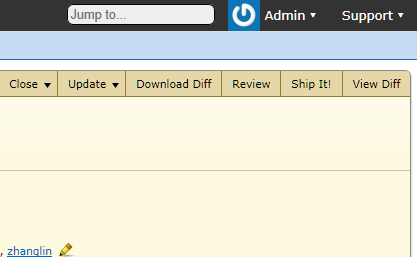 Jump to... Admin Support
Close Update Download Diff Review Ship It! View Diff
, zhanglin